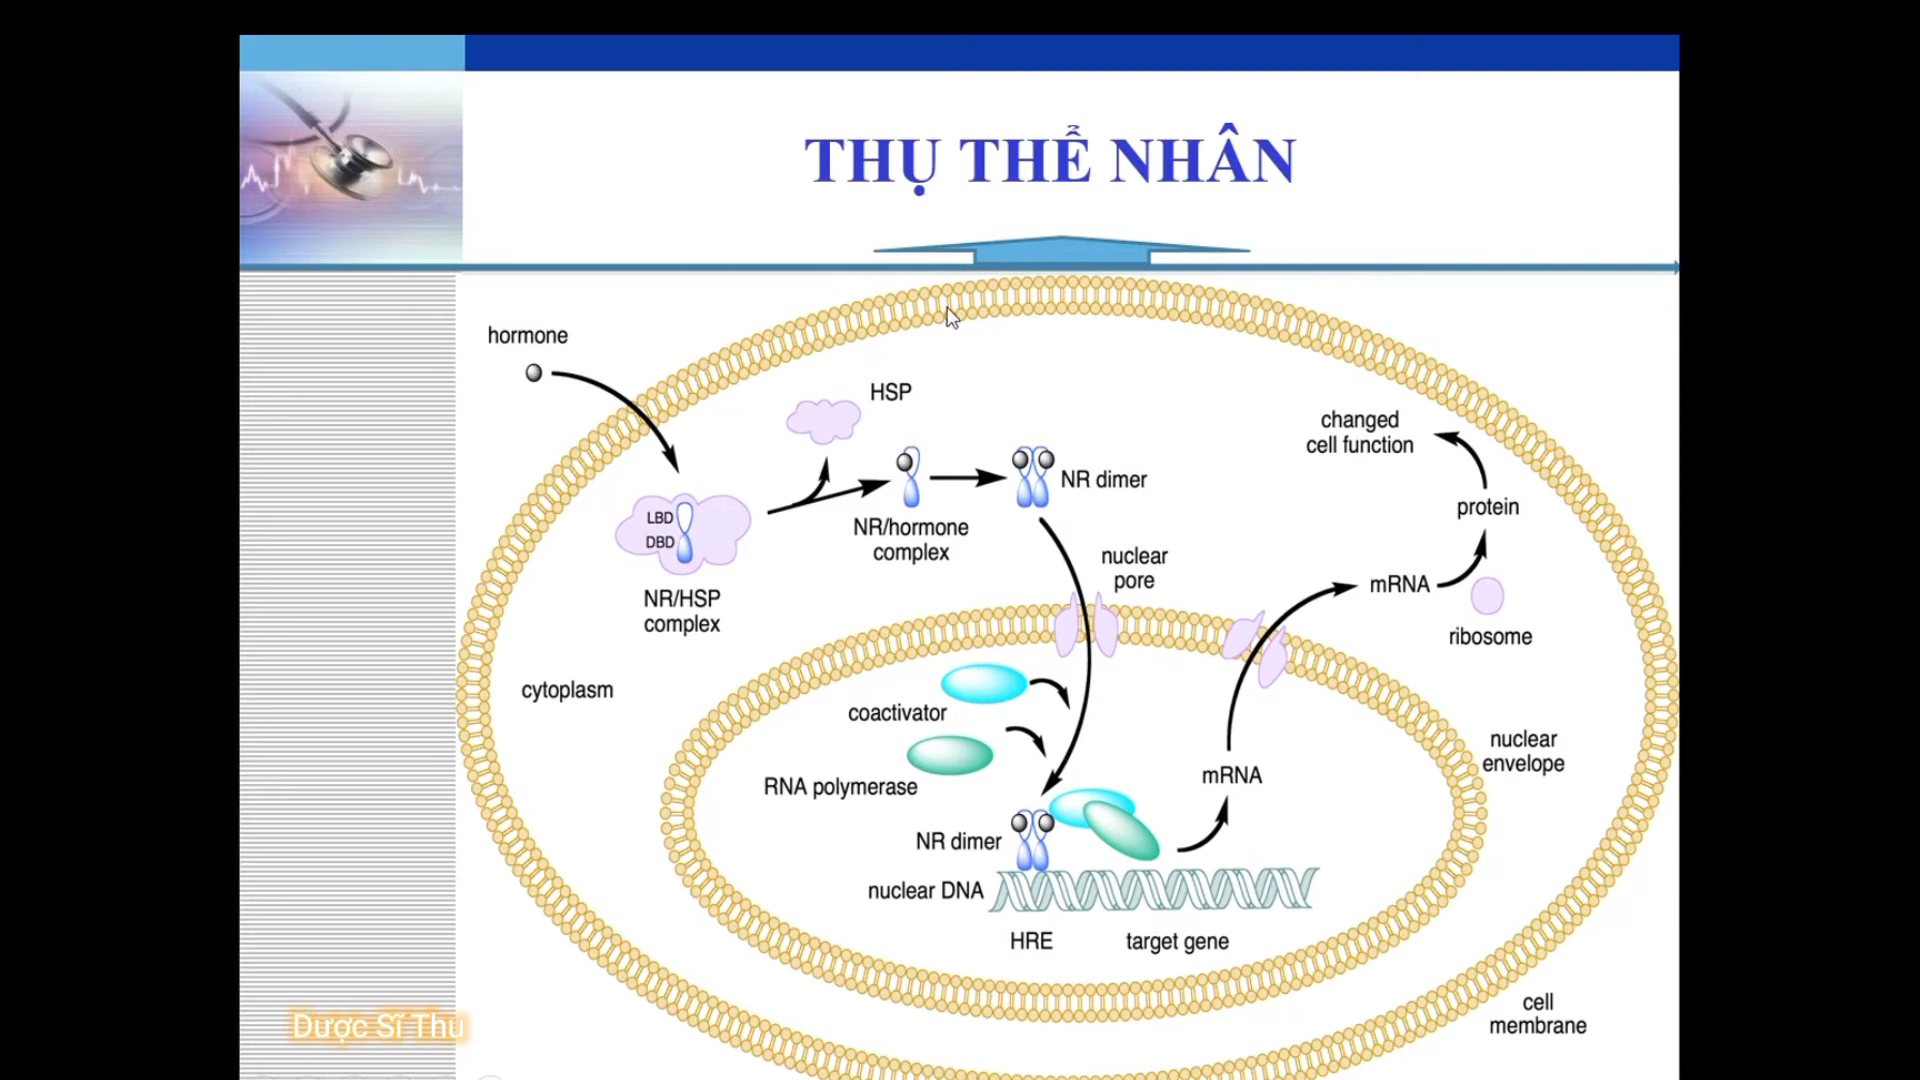 THỤ THỂ NHÂN
hormone
HSP
changed
cell function
LBD
DBD
NR/hormone
complex
NR dimer
protein
nuclear
pore
NR/HSP
complex
mRNA
ribosome
cytoplasm
coactivator
RNA polymerase
mRNA
nuclear
envelope
NR dimer
nuclear DNA
HRE
target gene
cell
membrane
Dược Sĩ Thu